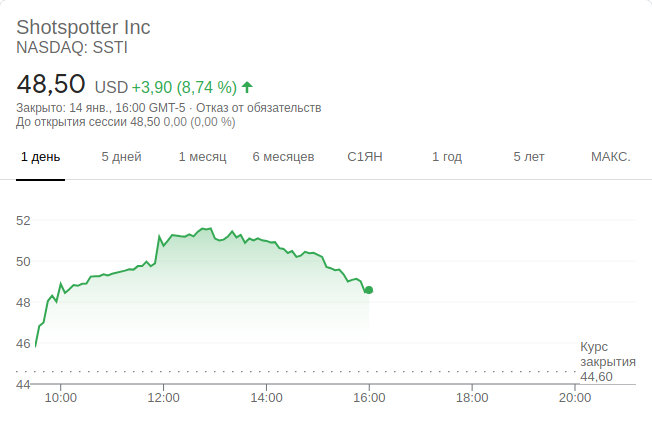 Shotspotter Inc
NASDAQ: SSTI
48,50 USD +3,90 (8,74 %)
Закрыто: 14 янв., 16:00 GMT-5 · Отказ от обязательств
До открытия сессии 48,50 0,00 (0,00 %)
1 день 5 дней 1 месяц 6 месяцев С1ЯН 1 год 5 лет МАКС.
52
50
48
46
Курс
закрытия
44,60
44
10:00 12:00 14:00 16:00 18:00 20:00